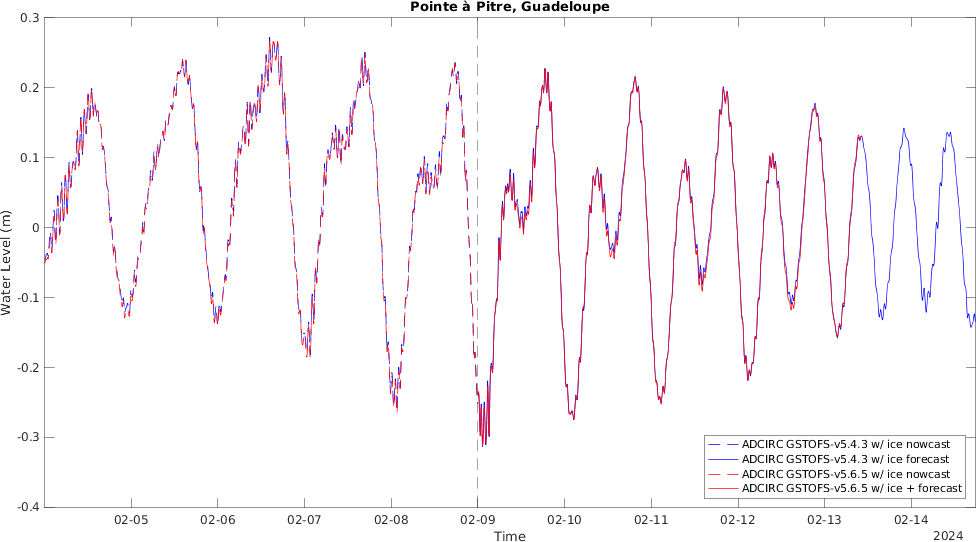 Pointe à Pitre, Guadeloupe
0.3
0.2
0.1
0
-0.1
-0.2
-0.3
-0.4
Water Level (m)
ADCIRC GSTOFS-v5.4.3 w/ ice nowcast
ADCIRC GSTOFS-v5.4.3 w/ ice forecast
ADCIRC GSTOFS-v5.6.5 w/ ice nowcast
ADCIRC GSTOFS-v5.6.5 w/ ice + forecast
02-05 02-06 02-07 02-08 02-09 02-10 02-11 02-12 02-13 02-14
Time
2024